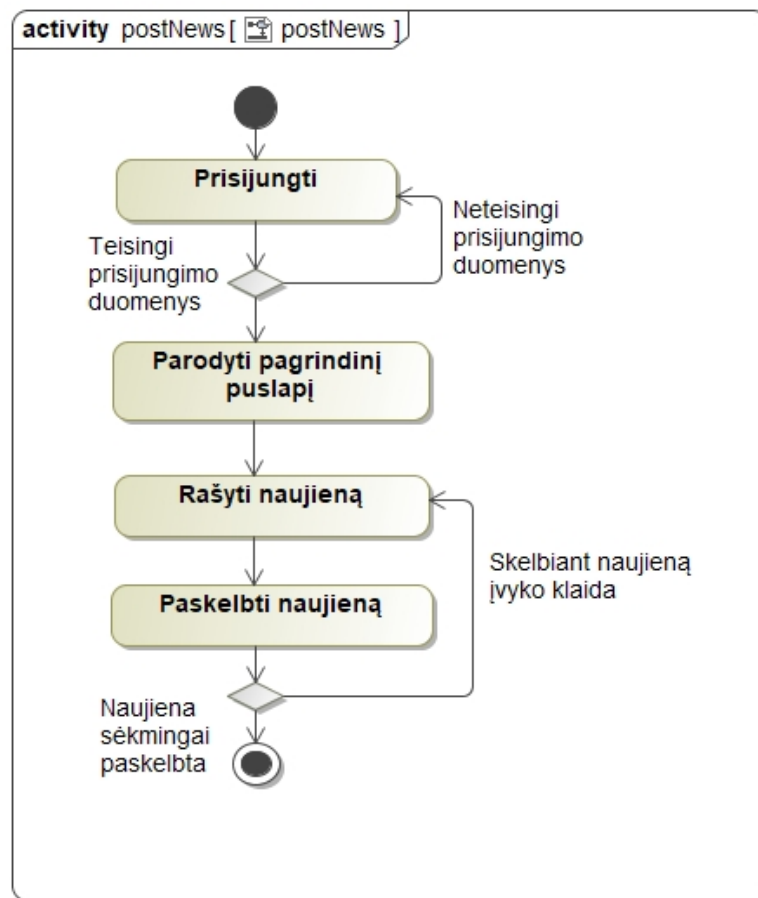 activity postNews [ postNews ]
Prisijungti
Neteisingi
prisijungimo
duomenys
Teisingi
prisijungimo
duomenys
Parodyti pagrindinį
puslapį
Rašyti naujieną
Skelbiant naujieną
įvyko klaida
Paskelbti naujieną
Naujiena
sėkmingai
paskelbta